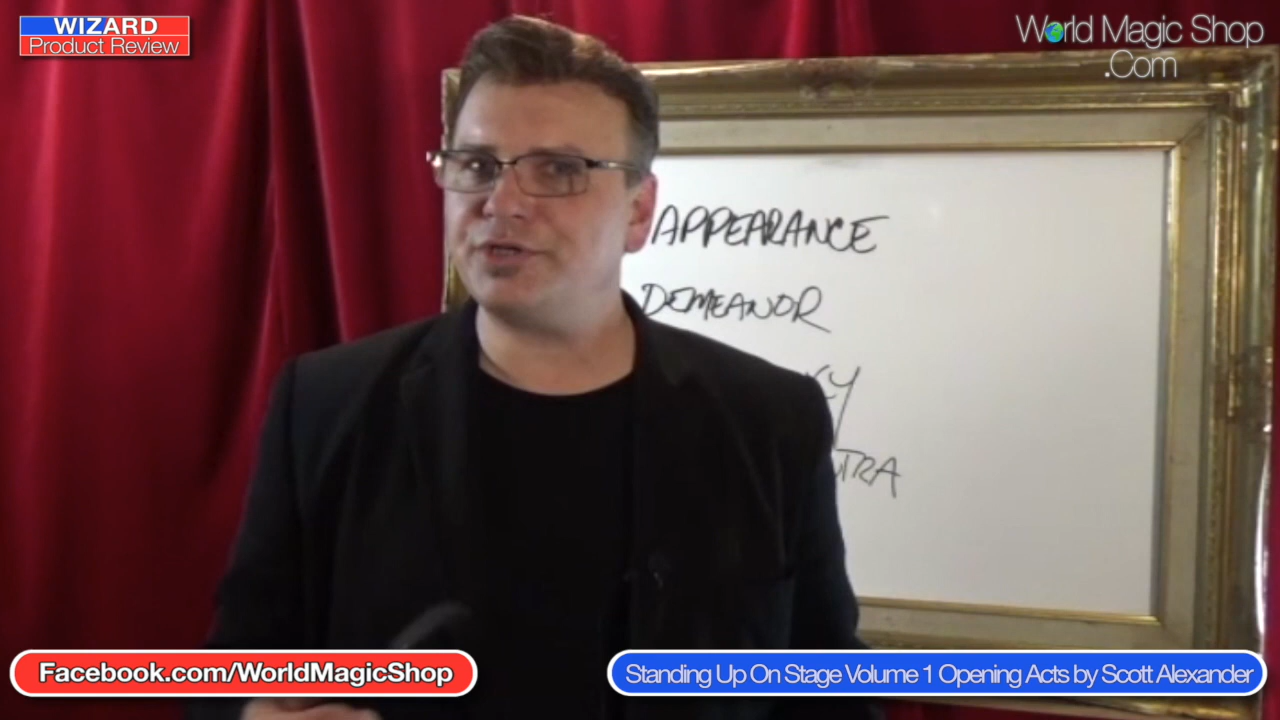 WIZARD
Product Review
World Magic Shop
.Com
APPEARANCE
DEMEANOR
Facebook.com/WorldMagicShop
Standing Up On Stage Volume 1 Opening Acts by Scott Alexander